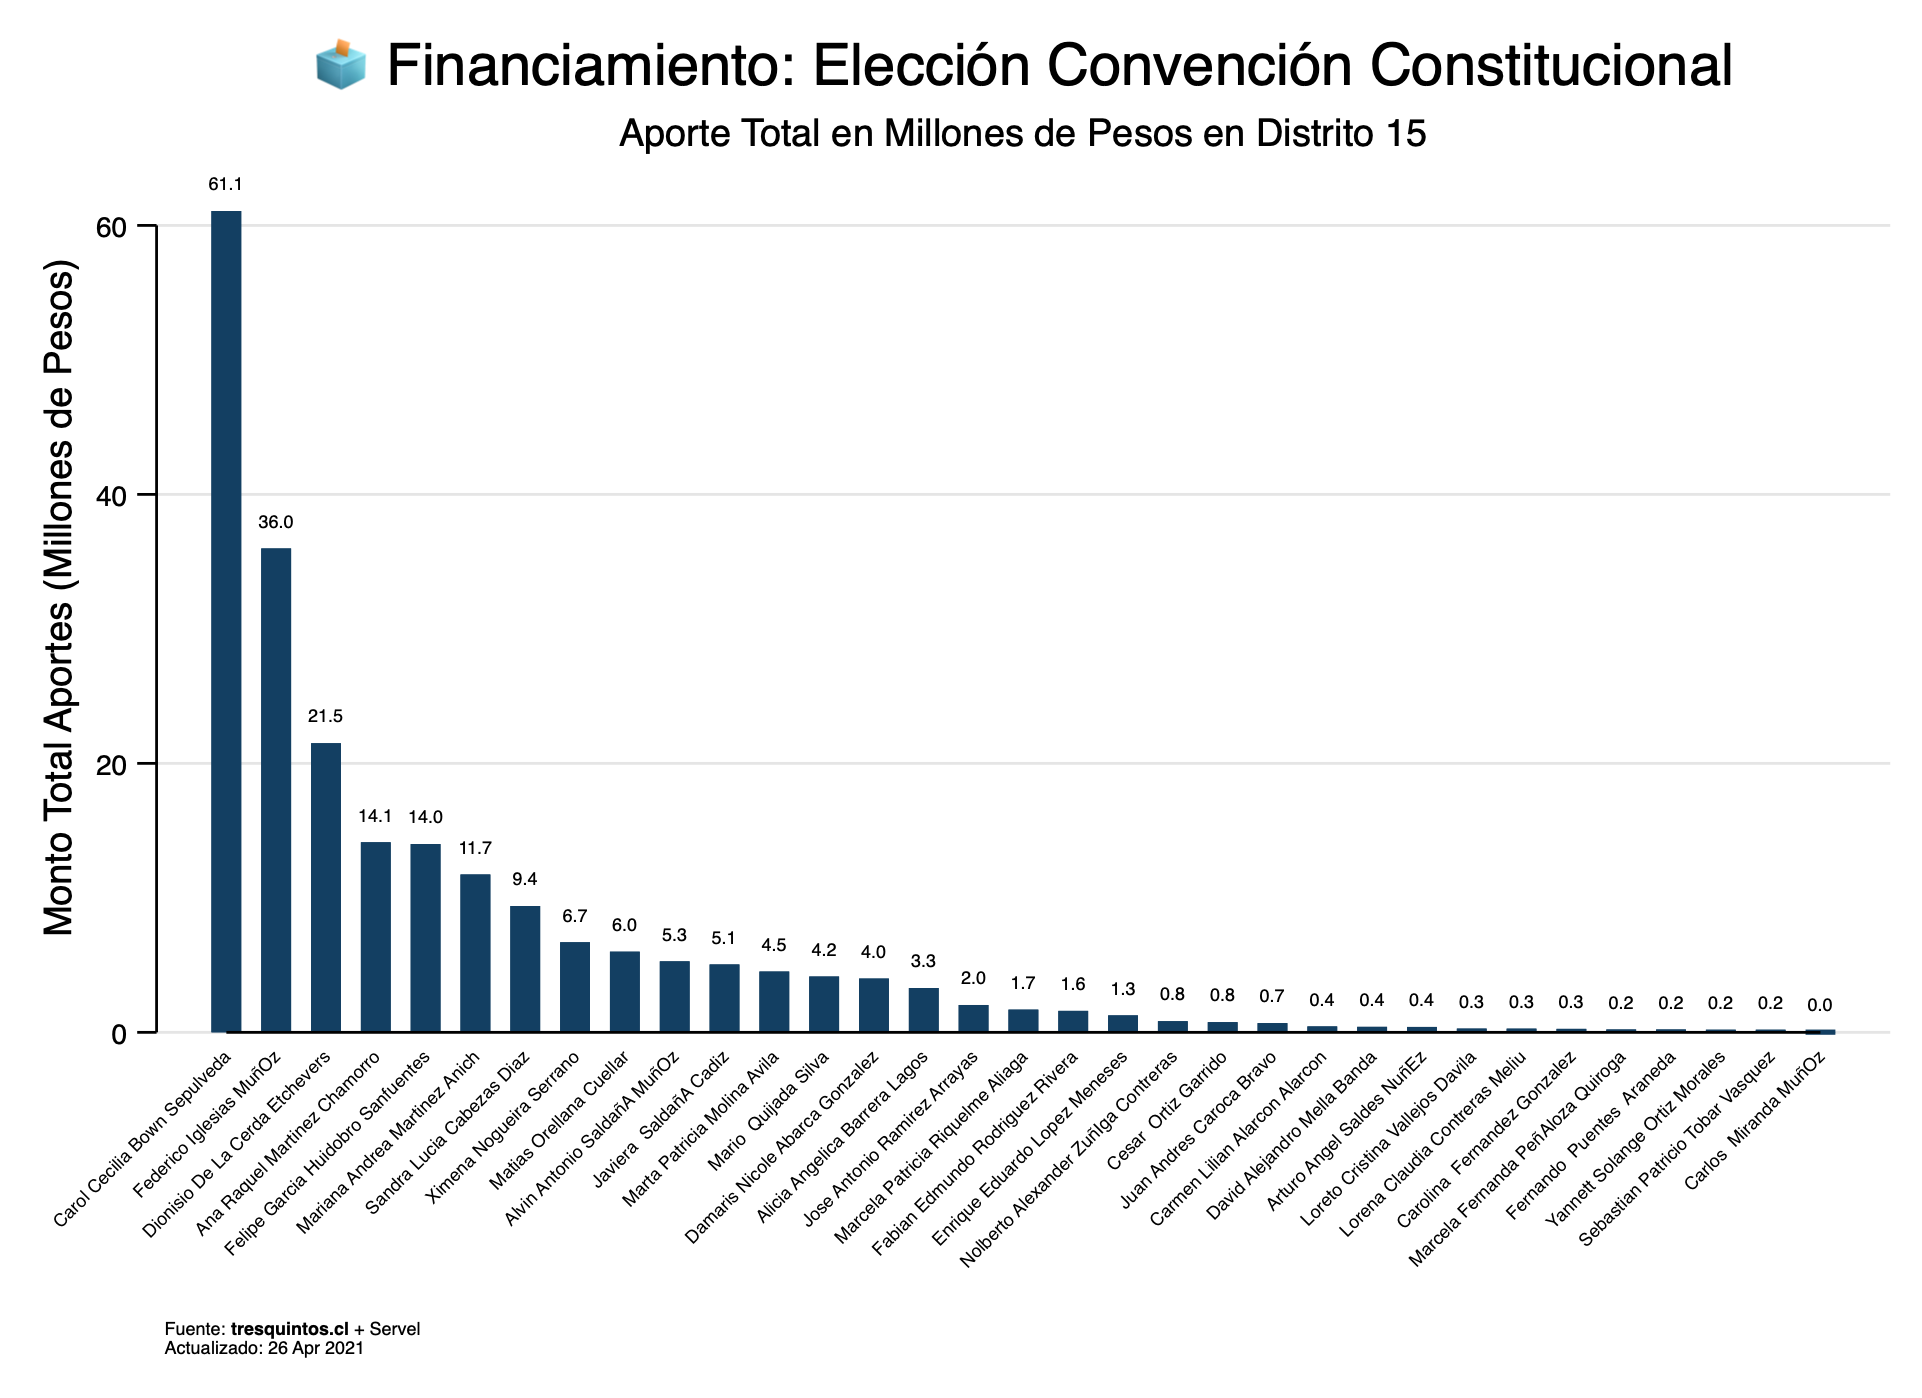 Financiamiento: Elección Convención Constitucional
Aporte Total en Millones de Pesos en Distrito 15
Monto Total Aportes (Millones de Pesos)
60
40
20
0
61.1
36.0
21.5
14.1
14.0
11.7
9.4
6.7
6.0
5.3
5.1
4.5
4.2
4.0
3.3
2.0
1.7
1.6
1.3
0.8
0.8
0.7
0.4
0.4
0.4
0.3
0.3
0.3
0.2
0.2
0.2
0.2
0.0
Carol Cecilia Bown Sepulveda
Federico Iglesias MuñOz
Dionisio De La Cerda Etchevers
Ana Raquel Martinez Chamorro
Felipe Garcia Huidobro Sanfuentes
Mariana Andrea Martinez Anich
Sandra Lucia Cabezas Diaz
Ximena Nogueira Serrano
Matias Orellana Cuellar
Alvin Antonio SaldañA MuñOz
Javiera  SaldañA Cadiz
Marta Patricia Molina Avila
Mario  Quijada Silva
Damaris Nicole Abarca Gonzalez
Alicia Angelica Barrera Lagos
Jose Antonio Ramirez Arrayas
Marcela Patricia Riquelme Aliaga
Fabian Edmundo Rodriguez Rivera
Enrique Eduardo Lopez Meneses
Nolberto Alexander ZuñIga Contreras
Cesar  Ortiz Garrido
Juan Andres Caroca Bravo
Carmen Lilian Alarcon Alarcon
David Alejandro Mella Banda
Arturo Angel Saldes NuñEz
Loreto Cristina Vallejos Davila
Lorena Claudia Contreras Meliu
Carolina  Fernandez Gonzalez
Marcela Fernanda PeñAloza Quiroga
Fernando  Puentes  Araneda
Yannett Solange Ortiz Morales
Sebastian Patricio Tobar Vasquez
Carlos  Miranda MuñOz
Fuente: tresquintos.cl + Servel
Actualizado: 26 Apr 2021